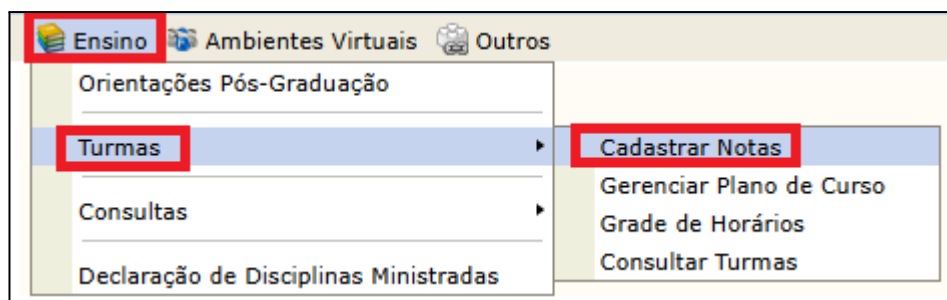 Ensino Ambientes Virtuais Outros
Orientações Pós-Graduação
Turmas
Cadastrar Notas
Gerenciar Plano de Curso
Consultas
Grade de Horários
Consultar Turmas
Declaração de Disciplinas Ministradas